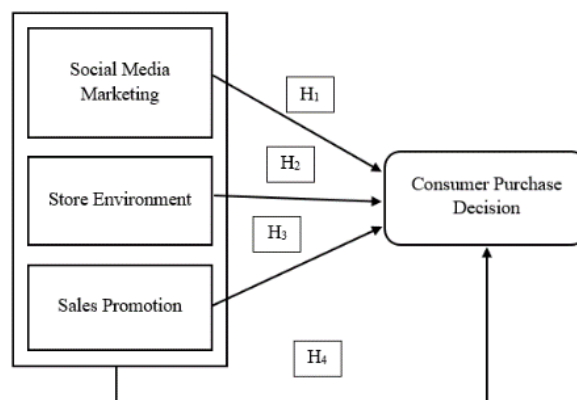 Social Media
Marketing
H₁
H₂
Store Environment
Consumer Purchase
Decision
H₃
Sales Promotion
H₄